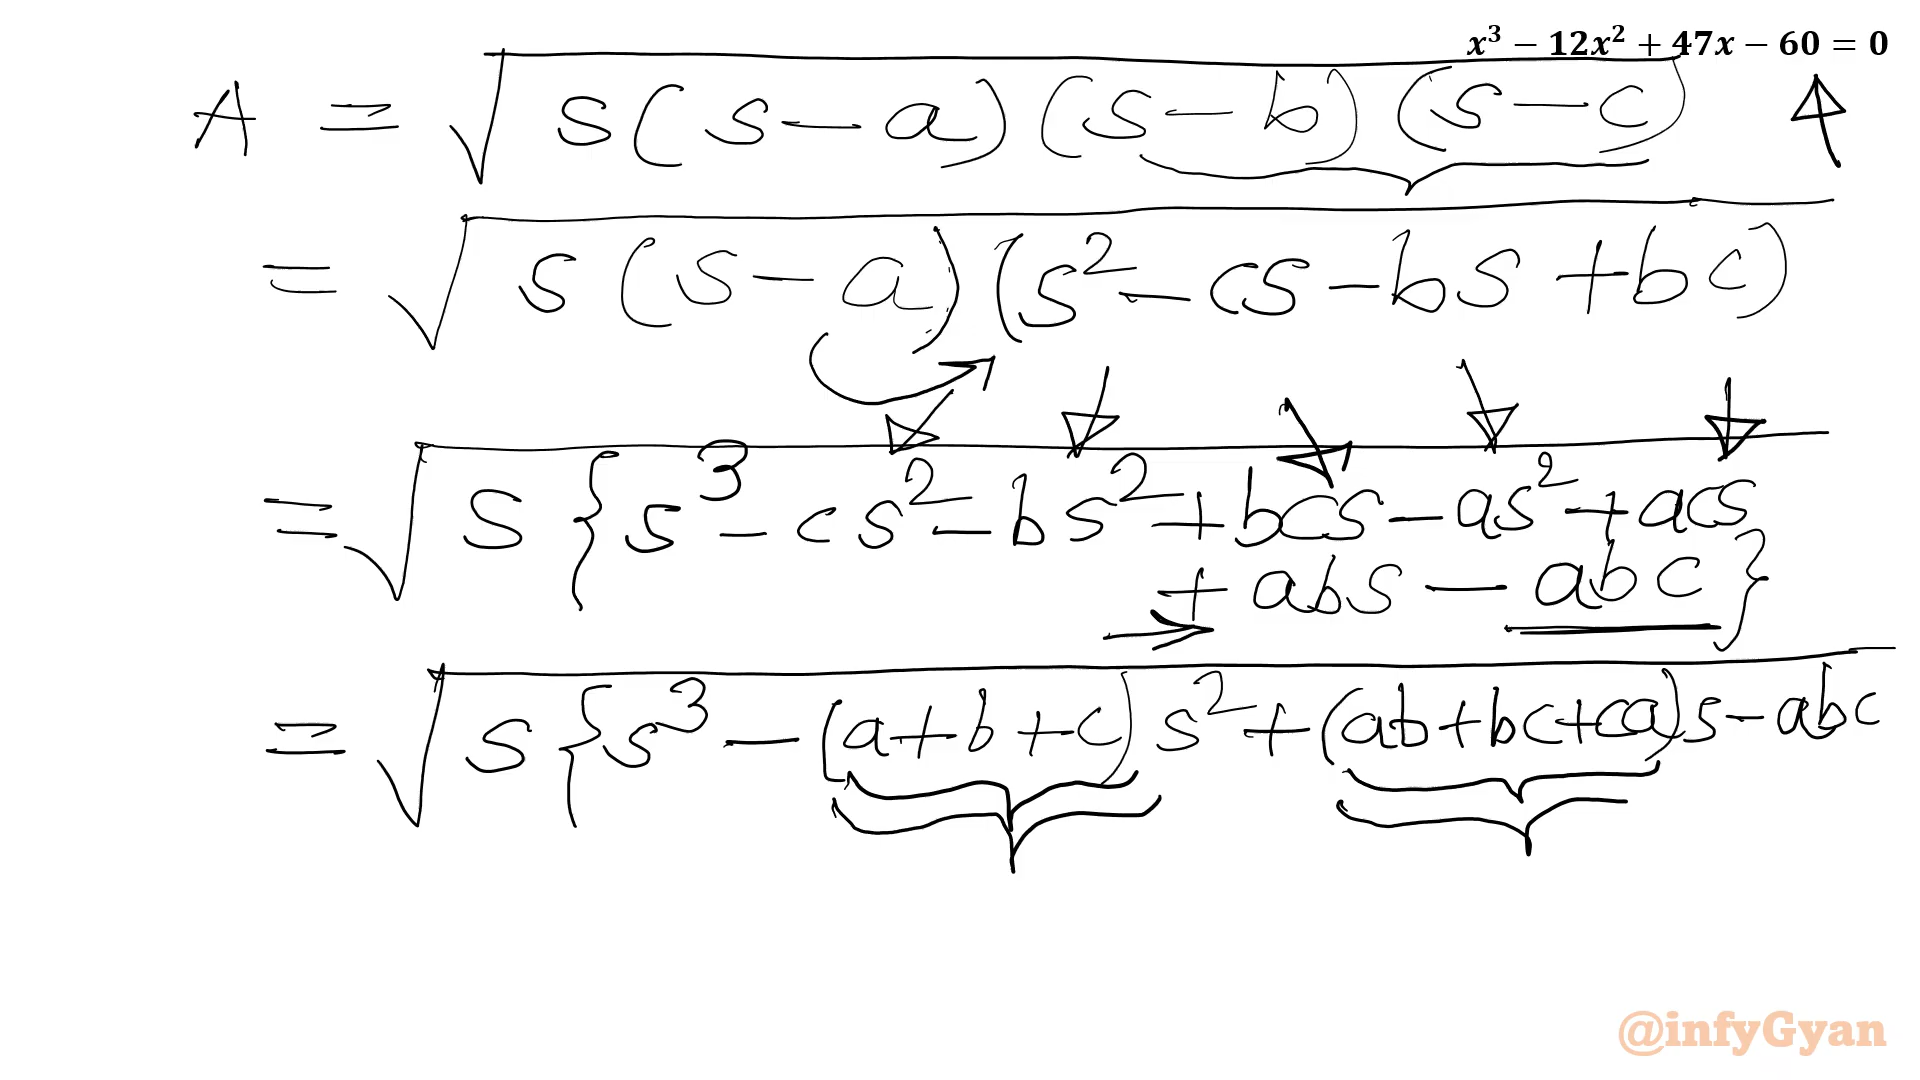 x³ − 12x² + 47x − 60 = 0
A = √s(s−a)(s−b)(s−c)
= √s(s−a)(s²−cs−bs+bc)
= √s{s³−cs²−bs²+bcs−as²+acs
+abs−abc}
= √s{s³−(a+b+c)s²+(ab+bc+ca)s−abc
@infyGyan